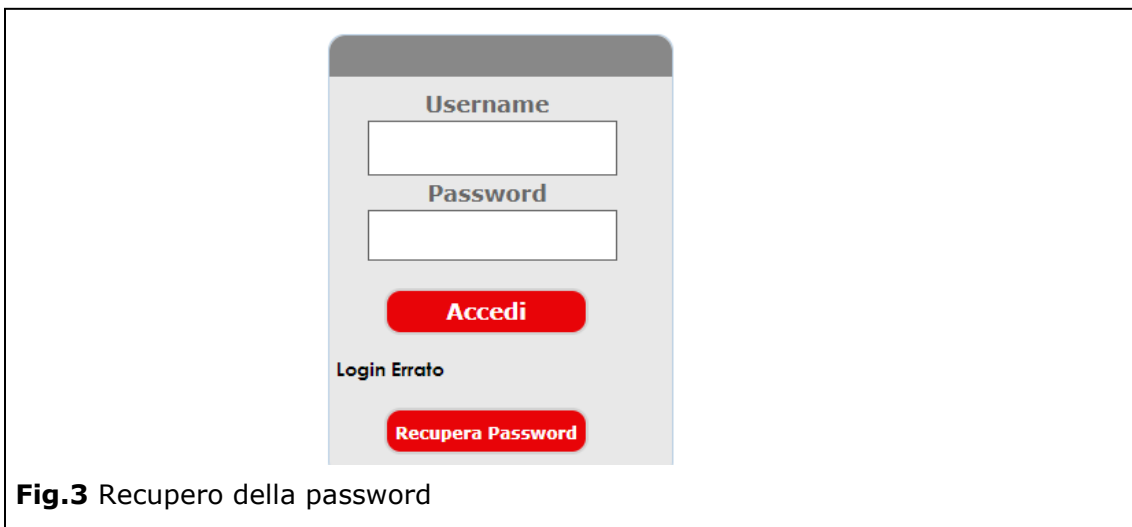 Username
Password
Accedi
Login Errato
Recupera Password
Fig.3 Recupero della password